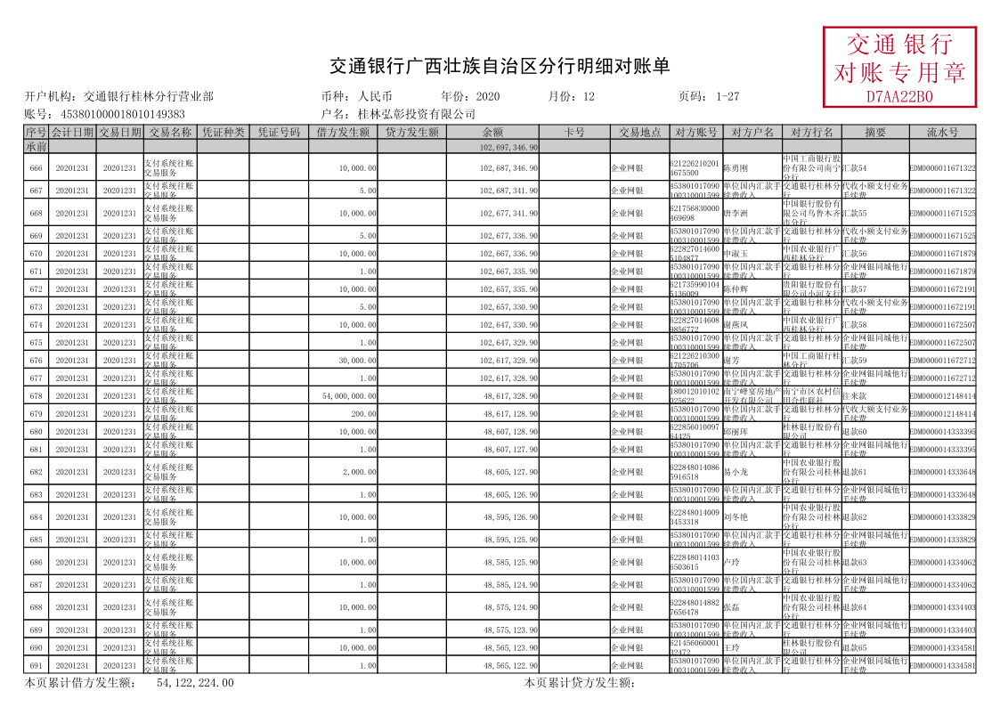 交通银行
对账专用章
D7AA22B0
交通银行广西壮族自治区分行明细对账单
开户机构: 交通银行桂林分行营业部 币种: 人民币 年份: 2020 月份: 12 页码: 1-27
账号: 453801000018010149383 户名: 桂林弘彰投资有限公司
序号 会计日期 交易日期 交易名称 凭证种类 凭证号码 借方发生额 贷方发生额 余额 卡号 交易地点 对方账号 对方户名 对方行名 摘要 流水号
承前 102,697,346.90
666 20201231 20201231 支付系统往账交易服务 10,000.00 102,687,346.90 企业网银 6212262102014675500 陈勇刚 中国工商银行股份有限公司南宁分行 汇款54 EDM0000011671322
667 20201231 20201231 支付系统往账交易服务 5.00 102,687,341.90 企业网银 453801017090100310001599 单位国内汇款手续费收入 交通银行桂林分行 代收小额支付业务手续费 EDM0000011671322
668 20201231 20201231 支付系统往账交易服务 10,000.00 102,677,341.90 企业网银 621756830000469698 唐李洲 中国银行股份有限公司乌鲁木齐市分行 汇款55 EDM0000011671525
669 20201231 20201231 支付系统往账交易服务 5.00 102,677,336.90 企业网银 453801017090100310001599 单位国内汇款手续费收入 交通银行桂林分行 代收小额支付业务手续费 EDM0000011671525
670 20201231 20201231 支付系统往账交易服务 10,000.00 102,667,336.90 企业网银 6228270146005104877 申淑玉 中国农业银行广西桂林分行 汇款56 EDM0000011671879
671 20201231 20201231 支付系统往账交易服务 1.00 102,667,335.90 企业网银 453801017090100310001599 单位国内汇款手续费收入 交通银行桂林分行 企业网银同城他行手续费 EDM0000011671879
672 20201231 20201231 支付系统往账交易服务 10,000.00 102,657,335.90 企业网银 6217359901045136009 陈仲辉 贵阳银行股份有限公司小河支行 汇款57 EDM0000011672191
673 20201231 20201231 支付系统往账交易服务 5.00 102,657,330.90 企业网银 453801017090100310001599 单位国内汇款手续费收入 交通银行桂林分行 代收小额支付业务手续费 EDM0000011672191
674 20201231 20201231 支付系统往账交易服务 10,000.00 102,647,330.90 企业网银 6228270146089856772 谢燕凤 中国农业银行广西桂林分行 汇款58 EDM0000011672507
675 20201231 20201231 支付系统往账交易服务 1.00 102,647,329.90 企业网银 453801017090100310001599 单位国内汇款手续费收入 交通银行桂林分行 企业网银同城他行手续费 EDM0000011672507
676 20201231 20201231 支付系统往账交易服务 30,000.00 102,617,329.90 企业网银 6212262103001705706 谢芳 中国工商银行桂林分行 汇款59 EDM0000011672712
677 20201231 20201231 支付系统往账交易服务 1.00 102,617,328.90 企业网银 453801017090100310001599 单位国内汇款手续费收入 交通银行桂林分行 企业网银同城他行手续费 EDM0000011672712
678 20201231 20201231 支付系统往账交易服务 54,000,000.00 48,617,328.90 企业网银 180012010102025622 南宁峰宴房地产开发有限公司 南宁市区农村信用合作联社 往来款 EDM0000012148414
679 20201231 20201231 支付系统往账交易服务 200.00 48,617,128.90 企业网银 453801017090100310001599 单位国内汇款手续费收入 交通银行桂林分行 代收大额支付业务手续费 EDM0000012148414
680 20201231 20201231 支付系统往账交易服务 10,000.00 48,607,128.90 企业网银 62285601009764425 邱丽珲 桂林银行股份有限公司 退款60 EDM0000014333395
681 20201231 20201231 支付系统往账交易服务 1.00 48,607,127.90 企业网银 453801017090100310001599 单位国内汇款手续费收入 交通银行桂林分行 企业网银同城他行手续费 EDM0000014333395
682 20201231 20201231 支付系统往账交易服务 2,000.00 48,605,127.90 企业网银 6228480140865916518 易小龙 中国农业银行股份有限公司桂林分行 退款61 EDM0000014333648
683 20201231 20201231 支付系统往账交易服务 1.00 48,605,126.90 企业网银 453801017090100310001599 单位国内汇款手续费收入 交通银行桂林分行 企业网银同城他行手续费 EDM0000014333648
684 20201231 20201231 支付系统往账交易服务 10,000.00 48,595,126.90 企业网银 6228480140093453318 刘冬艳 中国农业银行股份有限公司桂林分行 退款62 EDM0000014333829
685 20201231 20201231 支付系统往账交易服务 1.00 48,595,125.90 企业网银 453801017090100310001599 单位国内汇款手续费收入 交通银行桂林分行 企业网银同城他行手续费 EDM0000014333829
686 20201231 20201231 支付系统往账交易服务 10,000.00 48,585,125.90 企业网银 6228480141036503615 卢玲 中国农业银行股份有限公司桂林分行 退款63 EDM0000014334062
687 20201231 20201231 支付系统往账交易服务 1.00 48,585,124.90 企业网银 453801017090100310001599 单位国内汇款手续费收入 交通银行桂林分行 企业网银同城他行手续费 EDM0000014334062
688 20201231 20201231 支付系统往账交易服务 10,000.00 48,575,124.90 企业网银 6228480148827656478 张磊 中国农业银行股份有限公司桂林分行 退款64 EDM0000014334403
689 20201231 20201231 支付系统往账交易服务 1.00 48,575,123.90 企业网银 453801017090100310001599 单位国内汇款手续费收入 交通银行桂林分行 企业网银同城他行手续费 EDM0000014334403
690 20201231 20201231 支付系统往账交易服务 10,000.00 48,565,123.90 企业网银 62145606000132472 王玲 桂林银行股份有限公司 退款65 EDM0000014334581
691 20201231 20201231 支付系统往账交易服务 1.00 48,565,122.90 企业网银 453801017090100310001599 单位国内汇款手续费收入 交通银行桂林分行 企业网银同城他行手续费 EDM0000014334581
本页累计借方发生额: 54,122,224.00 本页累计贷方发生额: